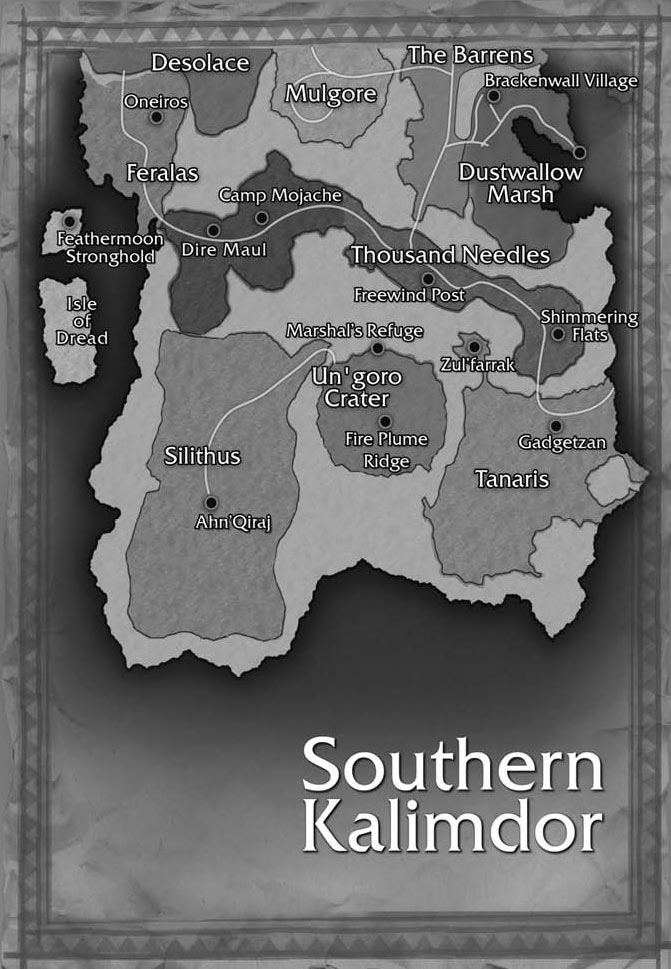 The Barrens
Desolace
Brackenwall Village
Mulgore
Oneiros
Feralas
Dustwallow
Marsh
Camp Mojache
Feathermoon
Stronghold
Dire Maul
Thousand Needles
Freewind Post
Isle
of
Dread
Shimmering
Flats
Marshal's Refuge
Zul'farrak
Un'goro
Crater
Fire Plume
Ridge
Gadgetzan
Silithus
Tanaris
Ahn'Qiraj
Southern
Kalimdor